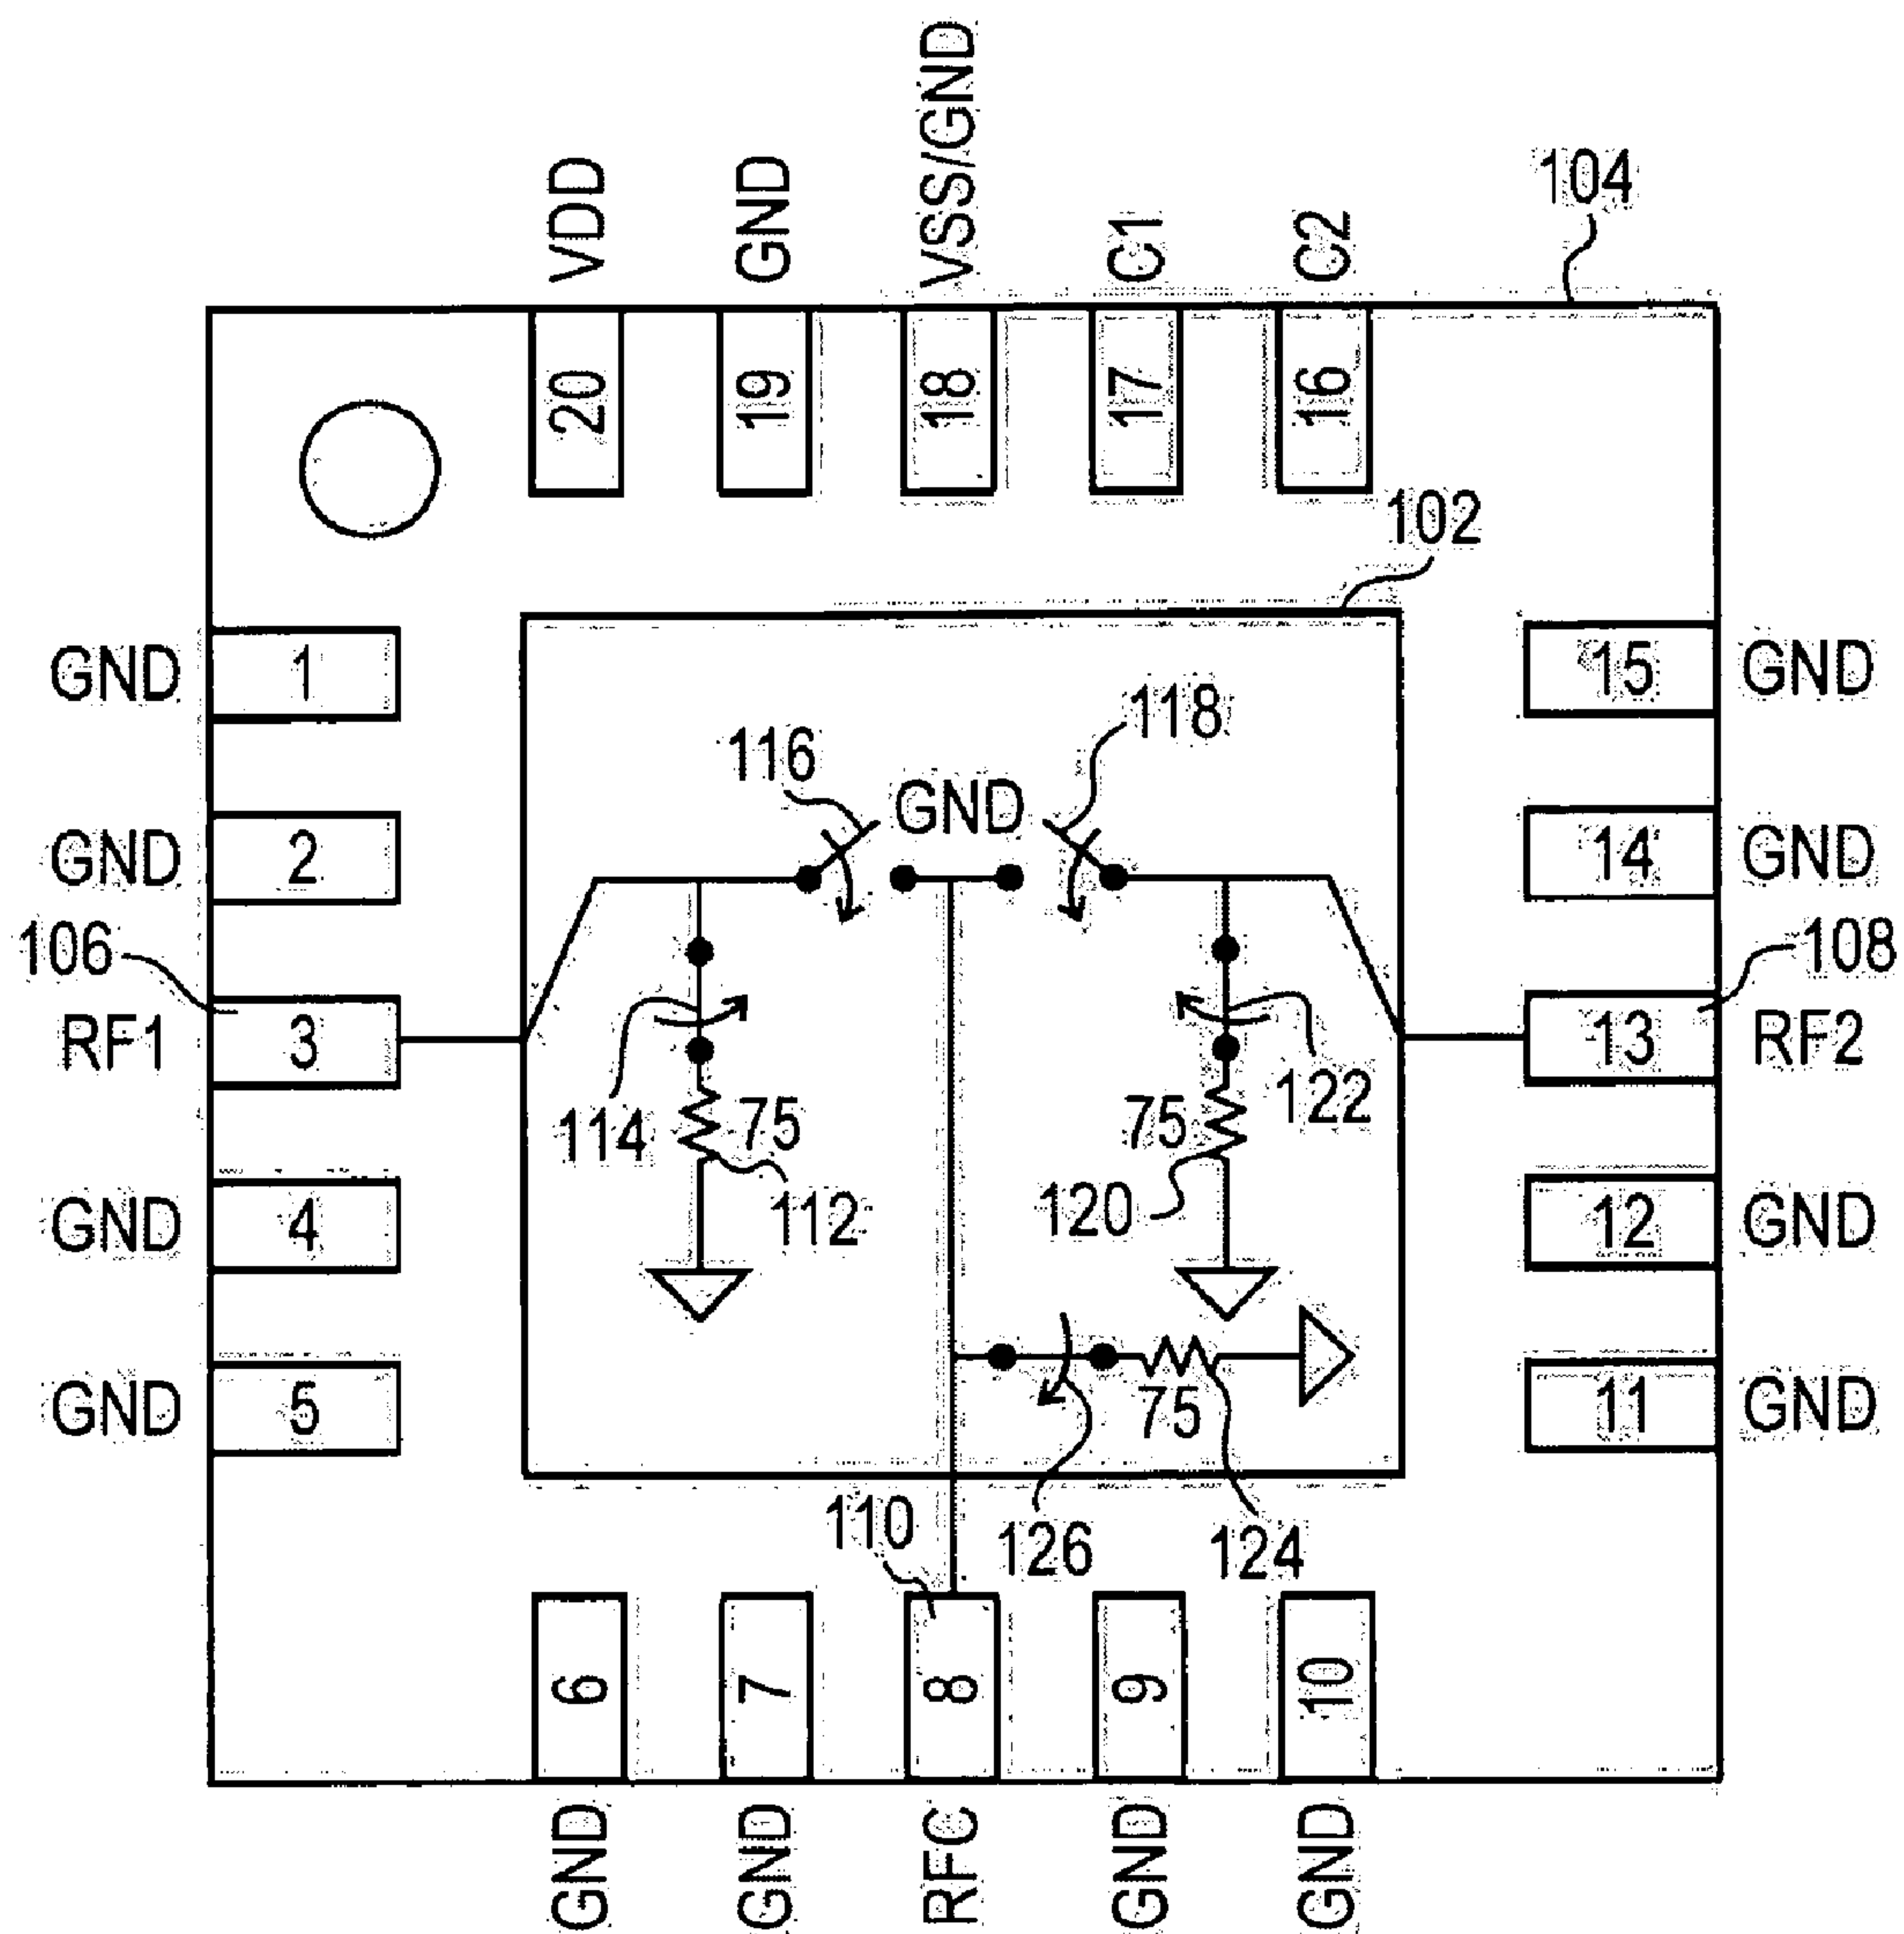 VDD
GND
VSS/GND
C1
C2
104
20
19
18
17
16
102
GND 1
15 GND
118
116
GND
GND 2
14 GND
106
108
RF1 3
13 RF2
114
75
112
75
122
120
GND 4
12 GND
75
GND 5
11 GND
110
126
124
6
7
8
9
10
GND
GND
RFC
GND
GND